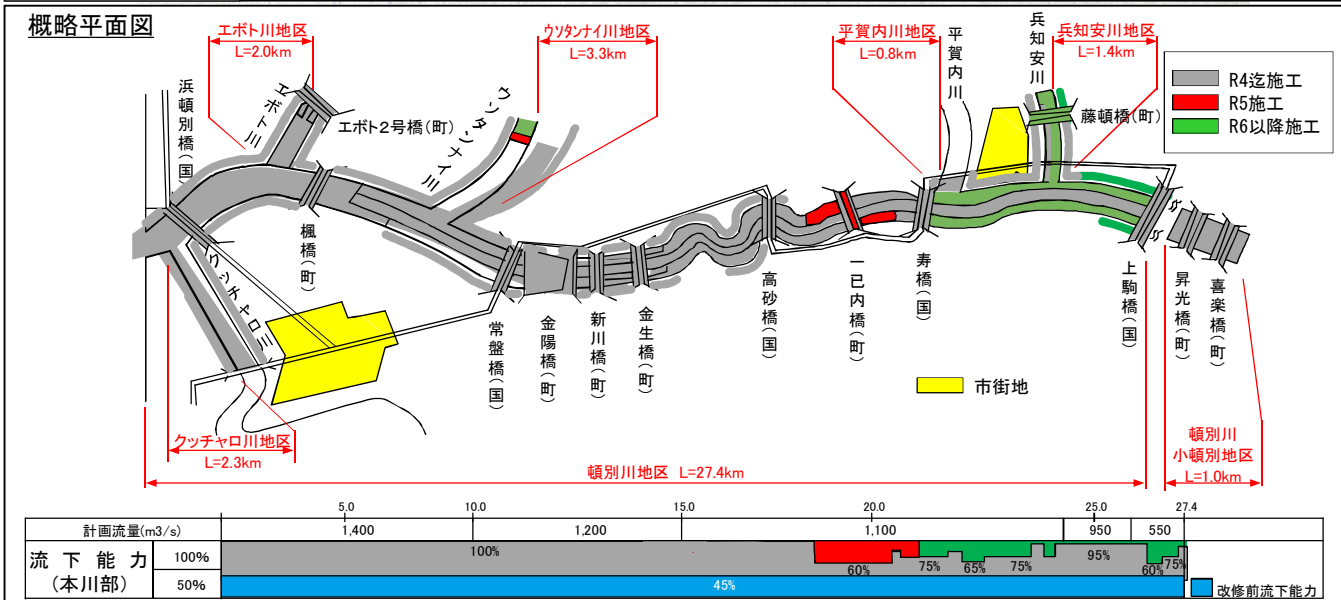 概略平面図
エボト川地区
L=2.0km
ウソタンナイ川地区
L=3.3km
平賀内川地区
L=0.8km
平賀内川
兵知安川
兵知安川地区
L=1.4km
R4迄施工
R5施工
R6以降施工
浜頓別橋(国)
エボト川
エボト2号橋(町)
ウソタンナイ川
藤頓橋(町)
楓橋(町)
クッチャロ川
常盤橋(国)
金陽橋(町)
新川橋(町)
金生橋(町)
高砂橋(国)
一已内橋(町)
寿橋(国)
上駒橋(国)
昇光橋(町)
喜楽橋(町)
市街地
クッチャロ川地区
L=2.3km
頓別川地区 L=27.4km
頓別川
小頓別地区
L=1.0km
5.0 10.0 15.0 20.0 25.0 27.4
計画流量(m3/s) 1,400 1,200 1,100 950 550
流下能力
(本川部)
100% 100% 60% 75% 65% 75% 95% 60% 75%
50% 45%
改修前流下能力